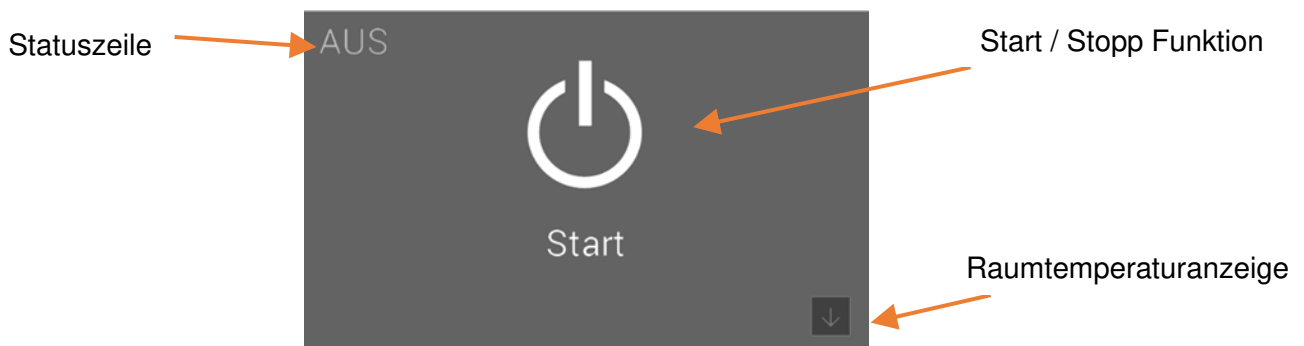 Statuszeile
AUS
Start / Stopp Funktion
Start
Raumtemperaturanzeige